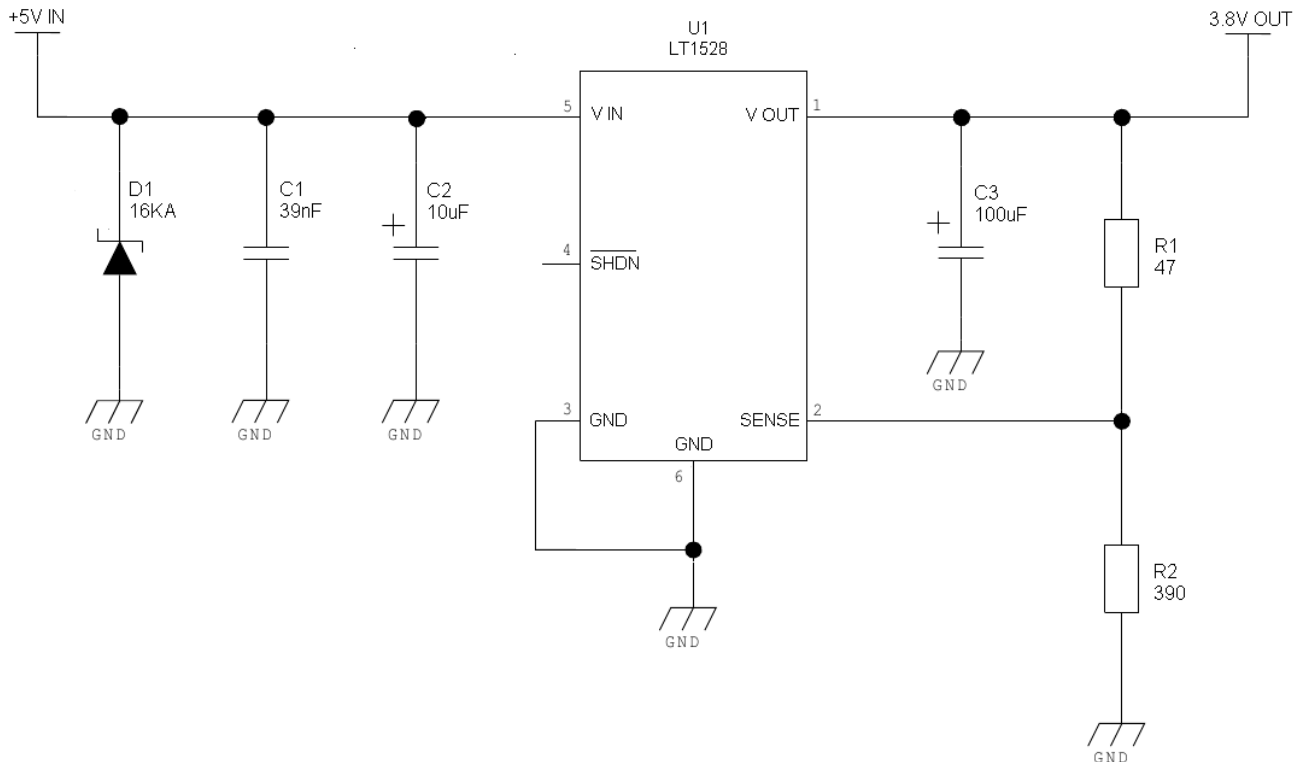 +5V IN
U1
LT1528
3.8V OUT
5
V IN
V OUT
1
D1
16KA
C1
39nF
C2
10uF
+
C3
100uF
+
4
SHDN
R1
47
GND
3
GND
SENSE
2
GND
GND
GND
GND
6
R2
390
GND
GND